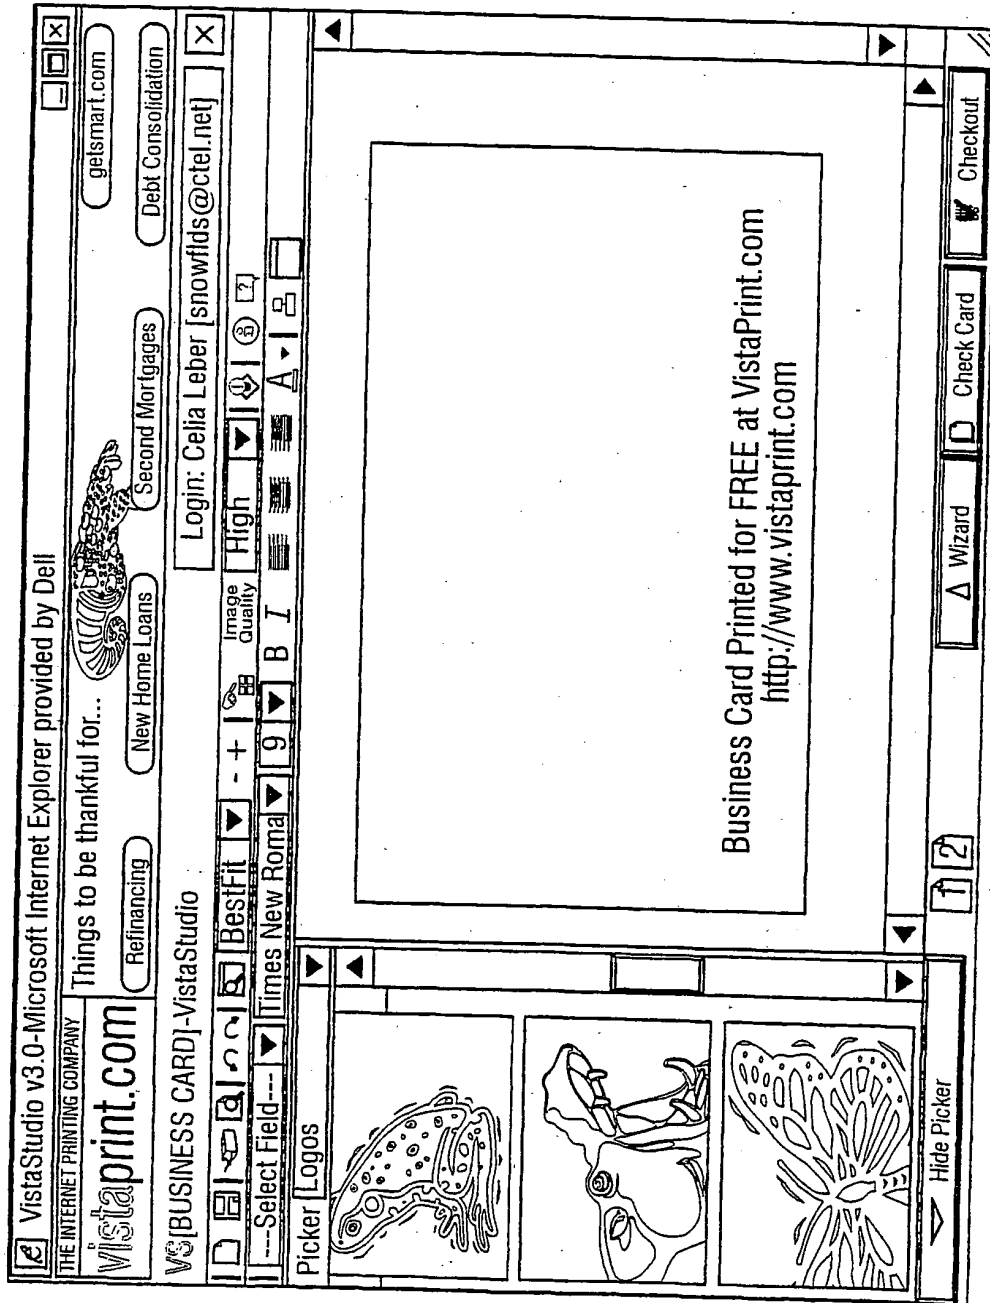 VistaStudio v3.0-Microsoft Internet Explorer provided by Dell
THE INTERNET PRINTING COMPANY
vistaprint.com
Things to be thankful for...
getsmart.com
Refinancing
New Home Loans
Second Mortgages
Debt Consolidation
VS[BUSINESS CARD]-VistaStudio
Login: Celia Leber [snowflds@ctel.net]
BestFit - + Image Quality High
----Select Field---- Times New Roma 9 B I A
Picker Logos
Business Card Printed for FREE at VistaPrint.com
http://www.vistaprint.com
Hide Picker
1 2
Wizard
Check Card
Checkout